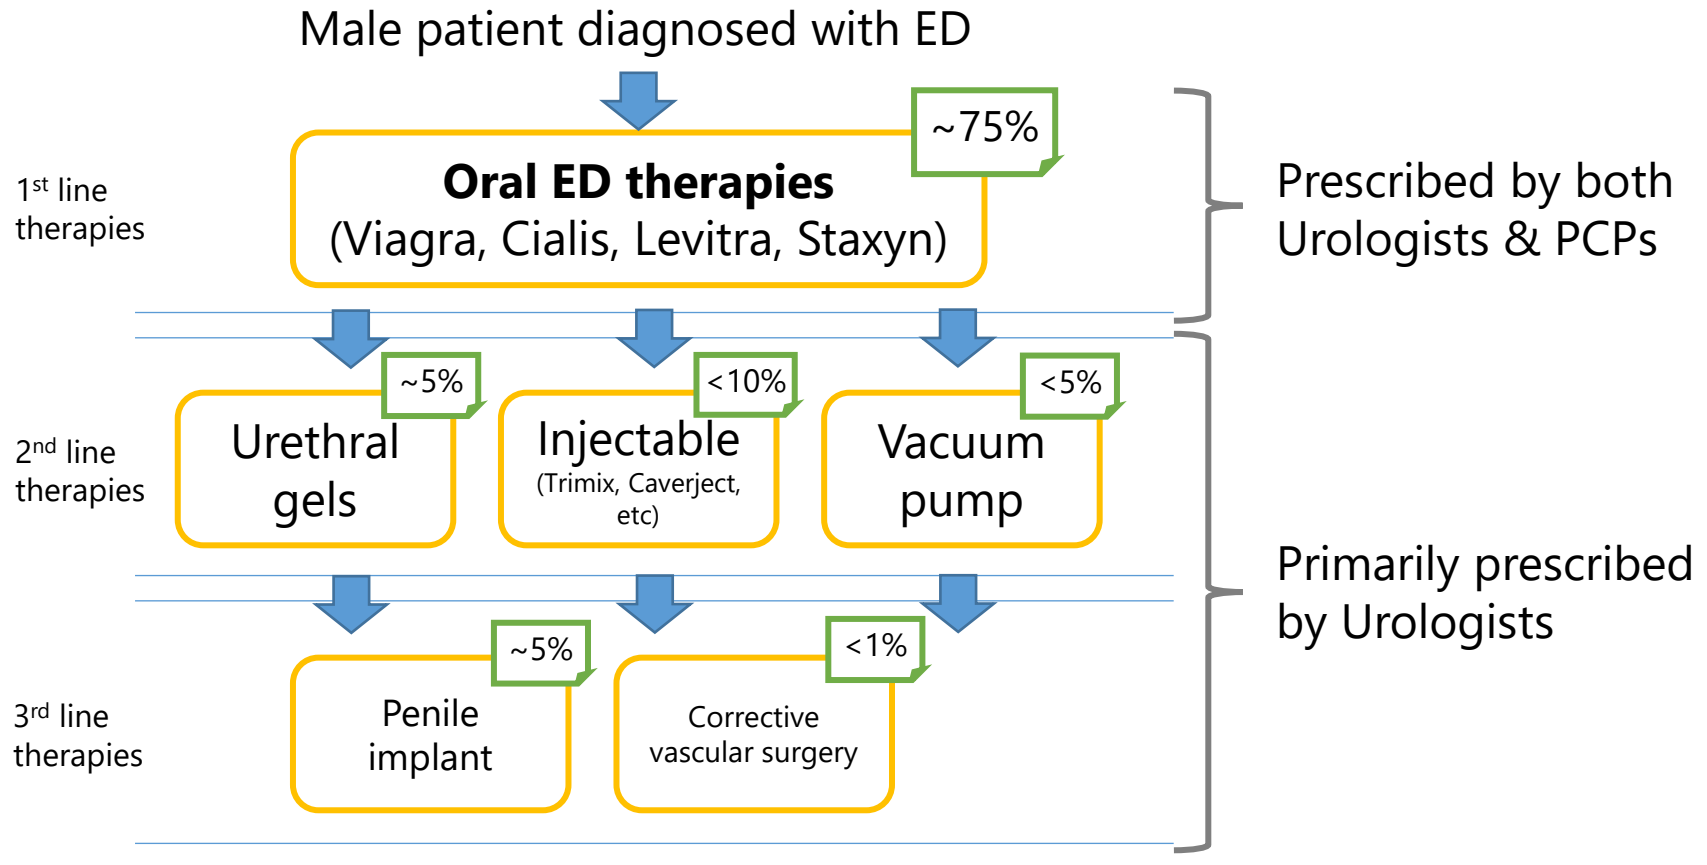 Male patient diagnosed with ED
~75%
1st line
therapies
Oral ED therapies
(Viagra, Cialis, Levitra, Staxyn)
Prescribed by both
Urologists & PCPs
~5%
<10%
<5%
2nd line
therapies
Urethral
gels
Injectable
(Trimix, Caverject,
etc)
Vacuum
pump
Primarily prescribed
by Urologists
~5%
<1%
3rd line
therapies
Penile
implant
Corrective
vascular surgery